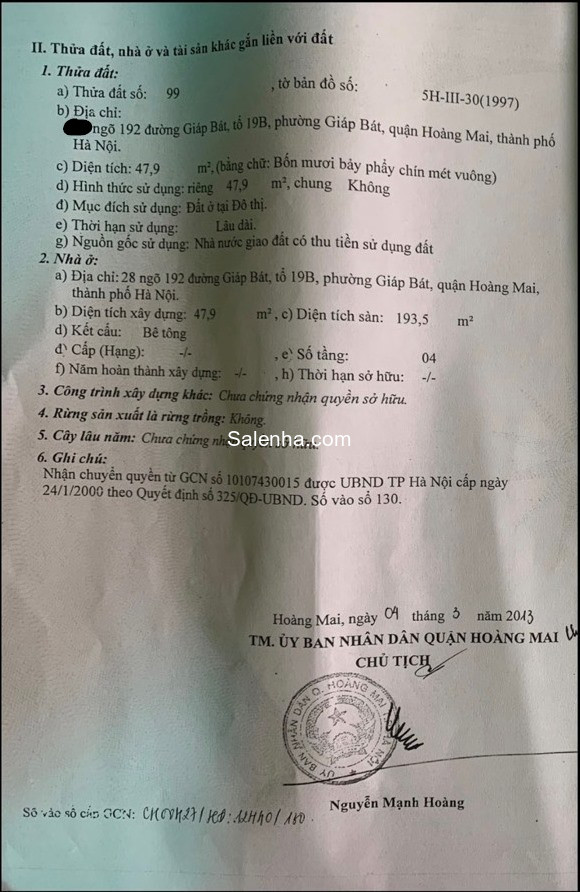 II. Thửa đất, nhà ở và tài sản khác gắn liền với đất
1. Thửa đất:
a) Thửa đất số: 99 , tờ bản đồ số: 5H-III-30(1997)
b) Địa chỉ:
ngõ 192 đường Giáp Bát, tổ 19B, phường Giáp Bát, quận Hoàng Mai, thành phố
Hà Nội.
c) Diện tích: 47,9 m², (bằng chữ: Bốn mươi bảy phẩy chín mét vuông)
d) Hình thức sử dụng: riêng 47,9 m², chung Không
đ) Mục đích sử dụng: Đất ở tại Đô thị.
e) Thời hạn sử dụng: Lâu dài.
g) Nguồn gốc sử dụng: Nhà nước giao đất có thu tiền sử dụng đất
2. Nhà ở:
a) Địa chỉ: 28 ngõ 192 đường Giáp Bát, tổ 19B, phường Giáp Bát, quận Hoàng Mai,
thành phố Hà Nội.
b) Diện tích xây dựng: 47,9 m² , c) Diện tích sàn: 193,5 m²
d) Kết cấu: Bê tông
đ) Cấp (Hạng): -/- , e) Số tầng: 04
f) Năm hoàn thành xây dựng: -/- , h) Thời hạn sở hữu: -/-
3. Công trình xây dựng khác: Chưa chứng nhận quyền sở hữu.
4. Rừng sản xuất là rừng trồng: Không.
5. Cây lâu năm: Chưa chứng
Salenha.com
6. Ghi chú:
Nhận chuyển quyền từ GCN số 10107430015 được UBND TP Hà Nội cấp ngày
24/1/2000 theo Quyết định số 325/QĐ-UBND. Số vào sổ 130.
Hoàng Mai, ngày 04 tháng 3 năm 2013
TM. ỦY BAN NHÂN DÂN QUẬN HOÀNG MAI
CHỦ TỊCH
ỦY BAN NHÂN DÂN Q. HOÀNG MAI
HÀ NỘI
Nguyễn Mạnh Hoàng
Số vào sổ cấp GCN: